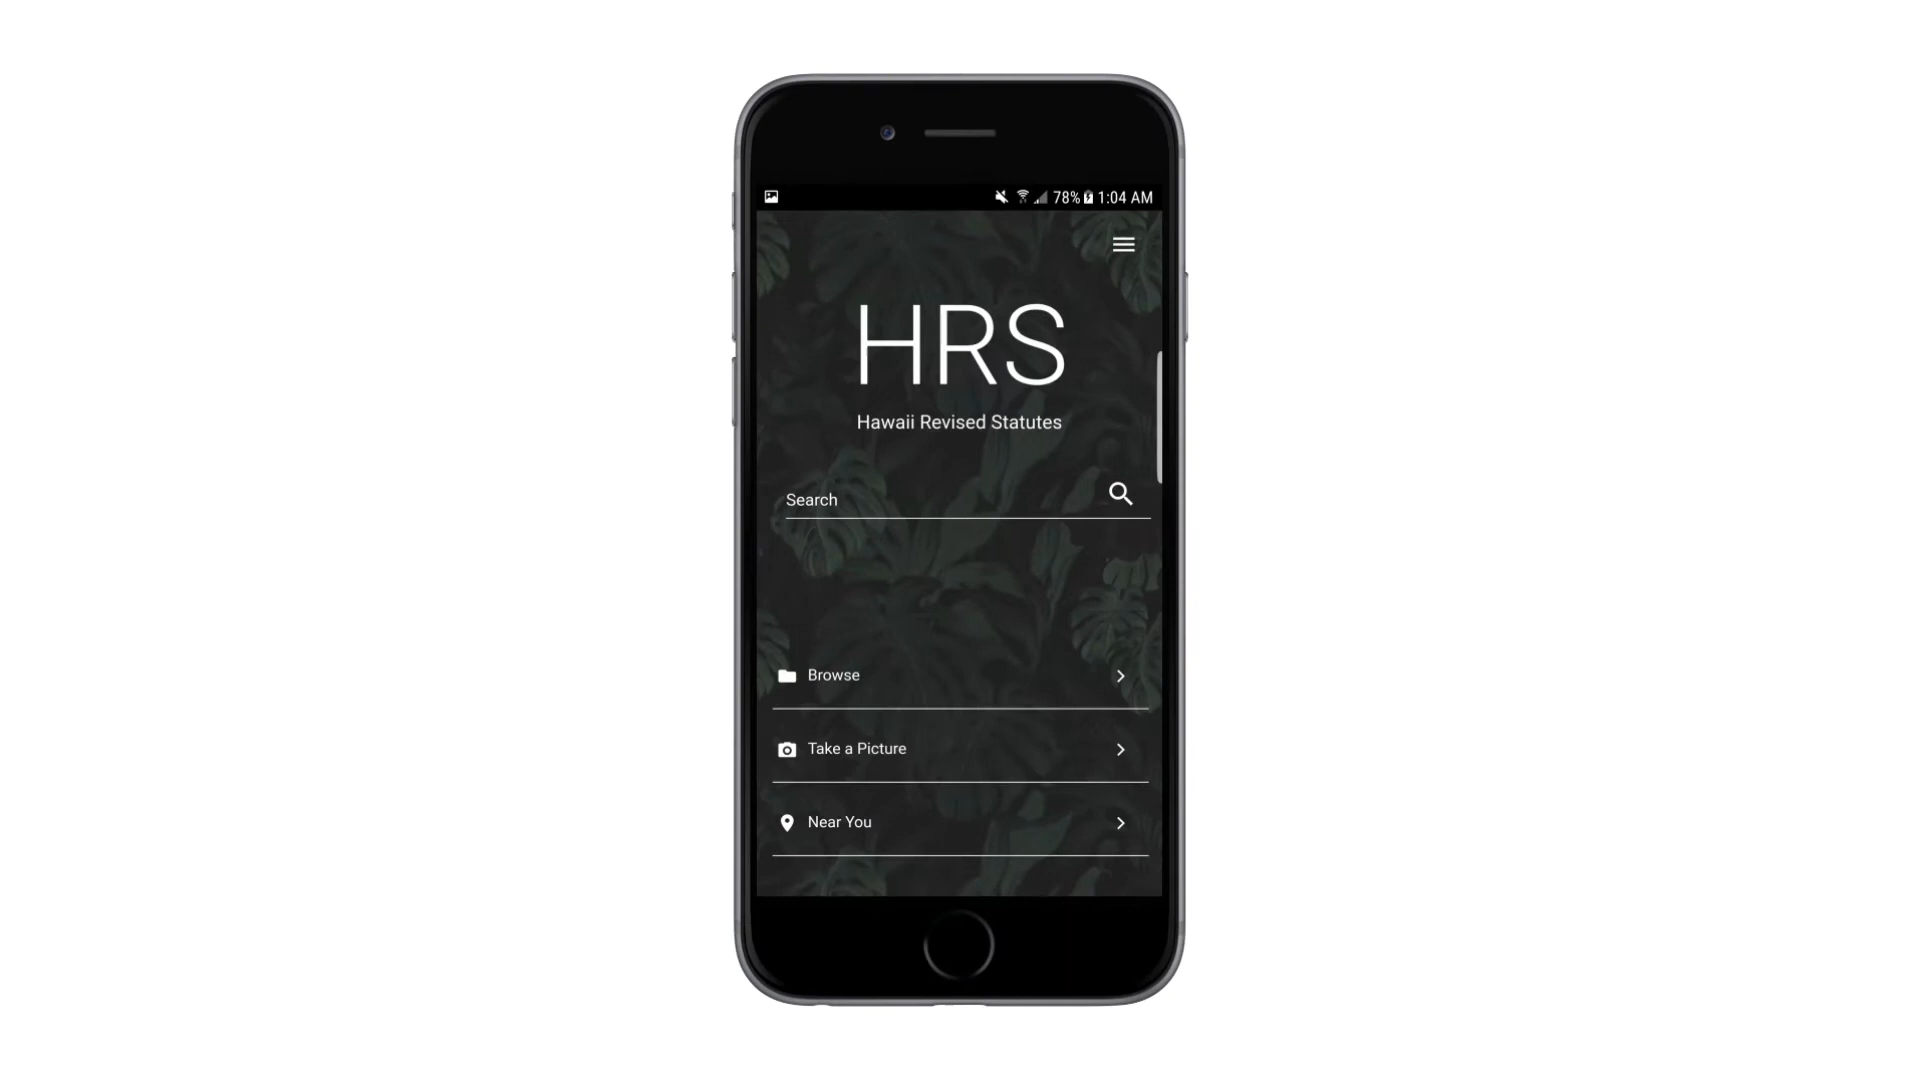 78% 1:04 AM
HRS
Hawaii Revised Statutes
Search
Browse
Take a Picture
Near You